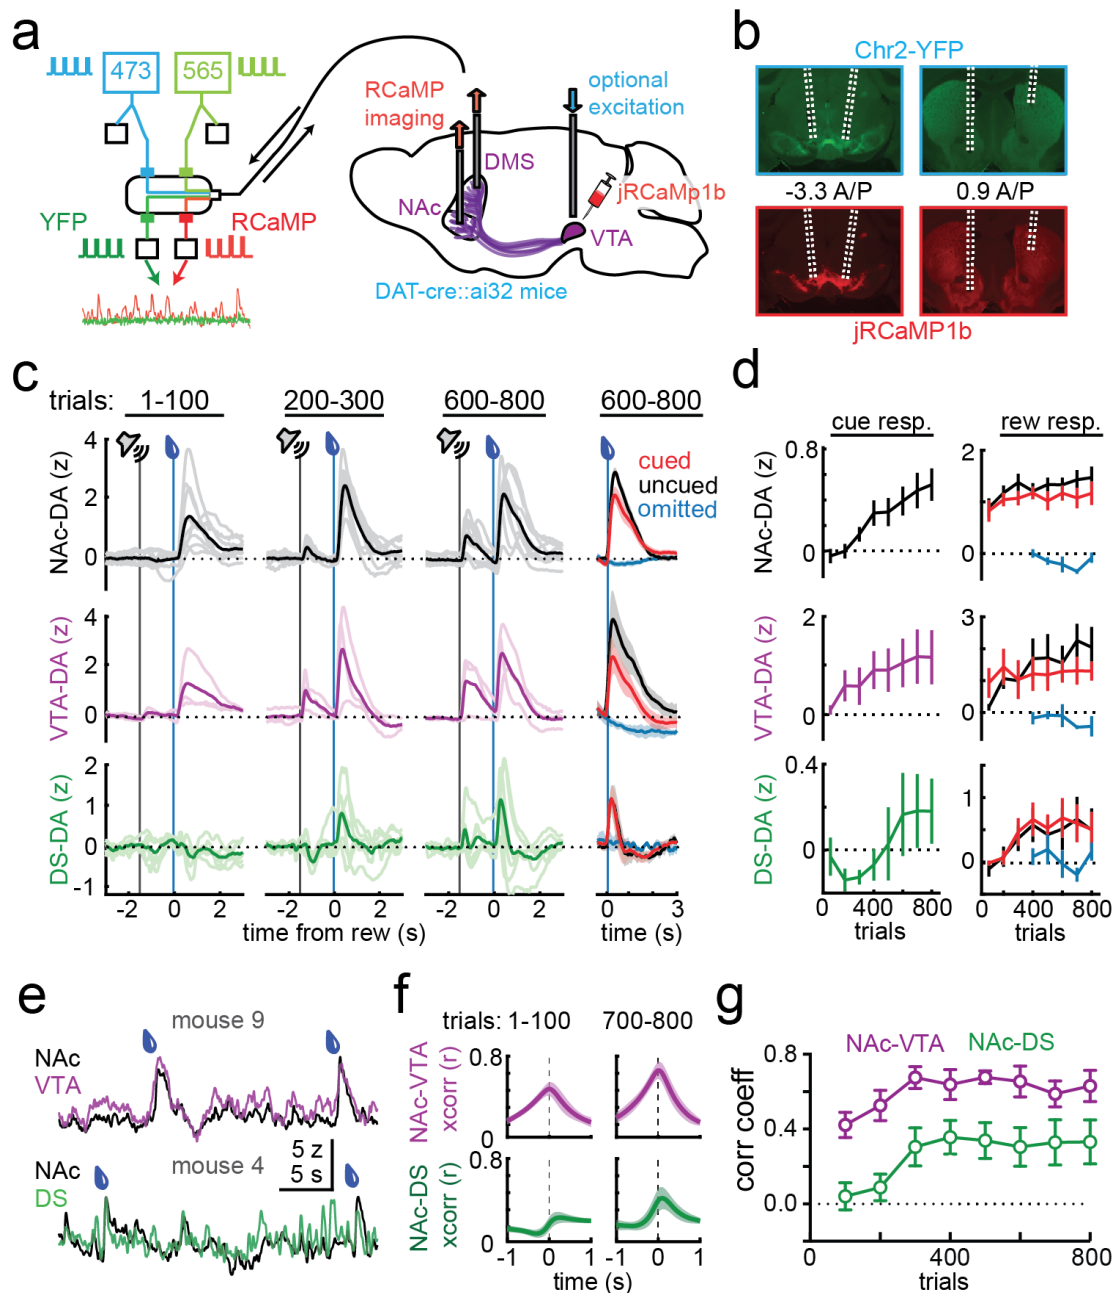 a
473
565
YFP
RCaMP
RCaMP
imaging
optional
excitation
DMS
NAc
jRCaMp1b
VTA
DAT-cre::ai32 mice
b
Chr2-YFP
-3.3 A/P
0.9 A/P
jRCaMP1b
c
trials:
1-100
200-300
600-800
600-800
NAc-DA (z)
4
2
0
cued
uncued
omitted
VTA-DA (z)
4
2
0
DS-DA (z)
2
1
0
-1
-2
0
2
-2
0
2
-2
0
2
0
3
time from rew (s)
time (s)
d
cue resp.
rew resp.
NAc-DA (z)
0.8
0
2
1
0
VTA-DA (z)
2
0
3
0
DS-DA (z)
0.4
0
1
0
0
400
800
0
400
800
trials
trials
e
mouse 9
NAc
VTA
5 z
5 s
mouse 4
NAc
DS
f
trials: 1-100
700-800
NAc-VTA
xcorr (r)
0.8
0
NAc-DS
xcorr (r)
0.8
0
-1
0
1
-1
0
1
time (s)
g
NAc-VTA
NAc-DS
corr coeff
0.8
0.4
0.0
0
400
800
trials